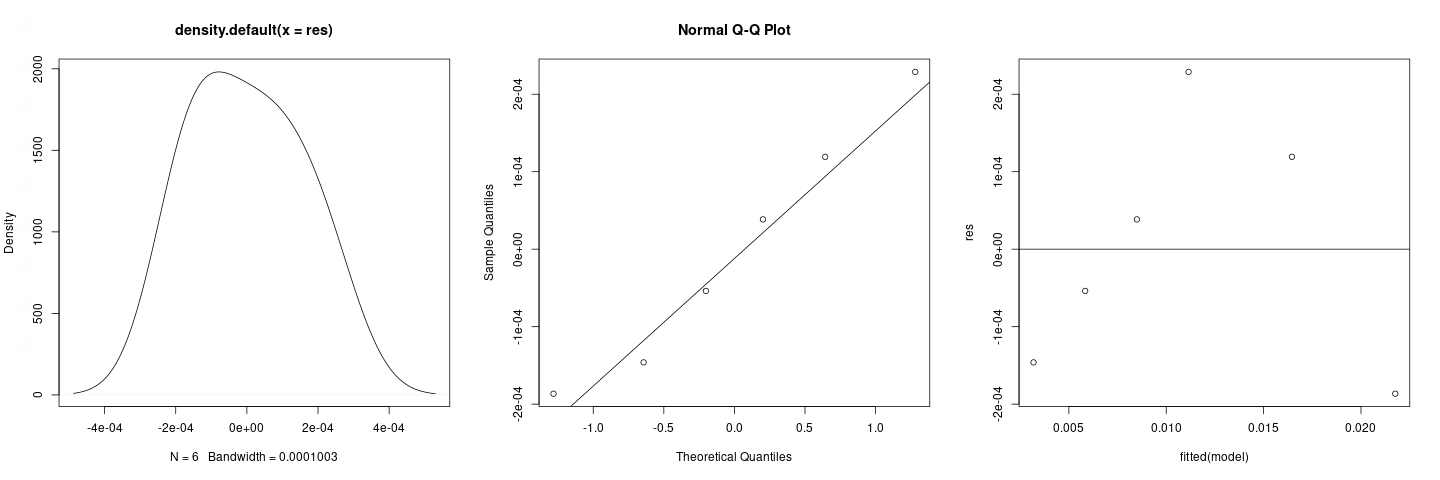 density.default(x = res)
Density
0
500
1000
1500
2000
-4e-04
-2e-04
0e+00
2e-04
4e-04
N = 6   Bandwidth = 0.0001003
Normal Q-Q Plot
Sample Quantiles
-2e-04
-1e-04
0e+00
1e-04
2e-04
-1.0
-0.5
0.0
0.5
1.0
Theoretical Quantiles
res
-2e-04
-1e-04
0e+00
1e-04
2e-04
0.005
0.010
0.015
0.020
fitted(model)